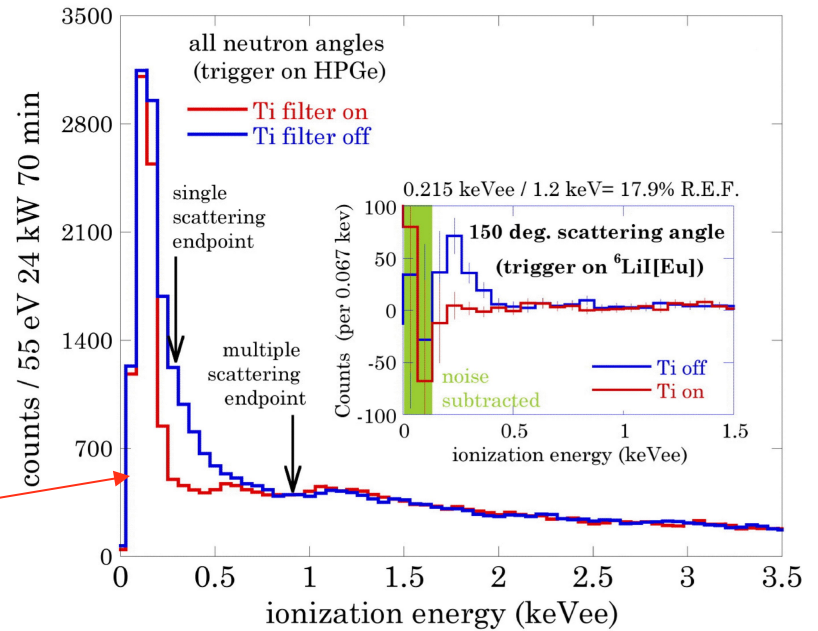 3500
2800
2100
1400
700
0
counts / 55 eV 24 kW 70 min
all neutron angles
(trigger on HPGe)
Ti filter on
Ti filter off
single
scattering
endpoint
multiple
scattering
endpoint
0.215 keVee / 1.2 keV= 17.9% R.E.F.
100
50
0
-50
-100
Counts (per 0.067 kev)
150 deg. scattering angle
(trigger on ⁶LiI[Eu])
Ti off
Ti on
noise
subtracted
0 0.5 1 1.5
ionization energy (keVee)
0 0.5 1 1.5 2 2.5 3 3.5
ionization energy (keVee)